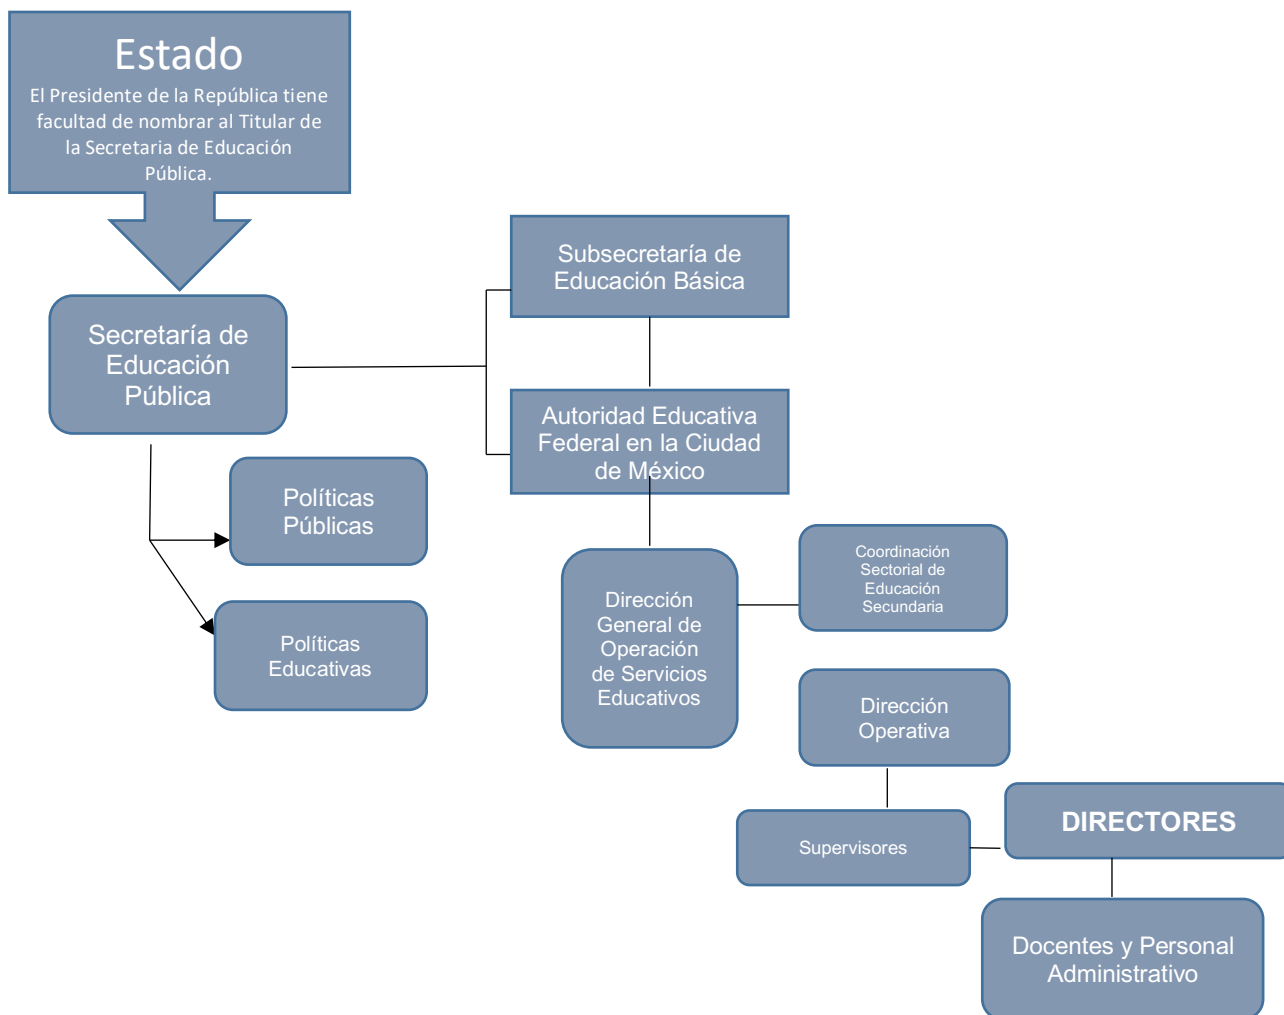 Estado
El Presidente de la República tiene
facultad de nombrar al Titular de
la Secretaria de Educación
Pública.
Subsecretaría de
Educación Básica
Secretaría de
Educación
Pública
Autoridad Educativa
Federal en la Ciudad
de México
Políticas
Públicas
Coordinación
Sectorial de
Educación
Secundaria
Dirección
General de
Operación
de Servicios
Educativos
Políticas
Educativas
Dirección
Operativa
DIRECTORES
Supervisores
Docentes y Personal
Administrativo